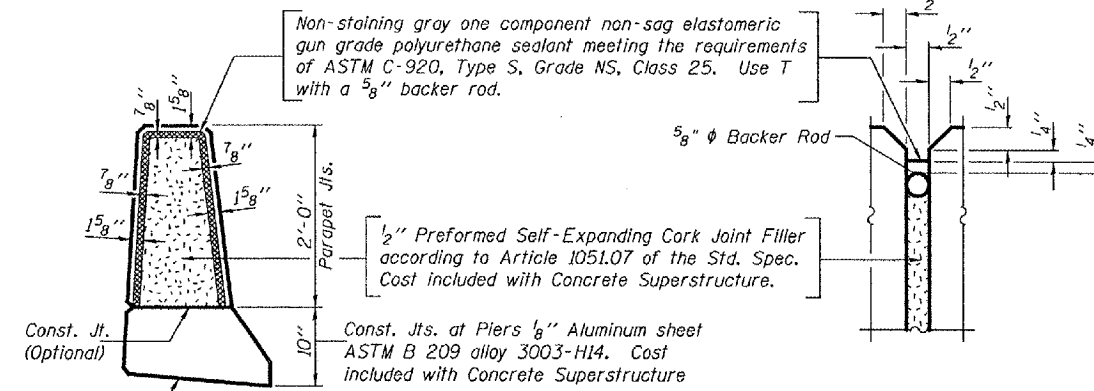 Non-staining gray one component non-sag elastomeric
gun grade polyurethane sealant meeting the requirements
of ASTM C-920, Type S, Grade NS, Class 25. Use T
with a 5/8" backer rod.
2
1/2"
1/2"
1/2"
1/4"
1/4"
7/8"
1 5/8"
5/8" φ Backer Rod
7/8"
7/8"
1 5/8"
1 5/8"
2'-0"
Parapet Jts.
1/2" Preformed Self-Expanding Cork Joint Filler
according to Article 1051.07 of the Std. Spec.
Cost included with Concrete Superstructure.
Const. Jt.
(Optional)
10"
Const. Jts. at Piers 1/8" Aluminum sheet
ASTM B 209 alloy 3003-H14. Cost
included with Concrete Superstructure